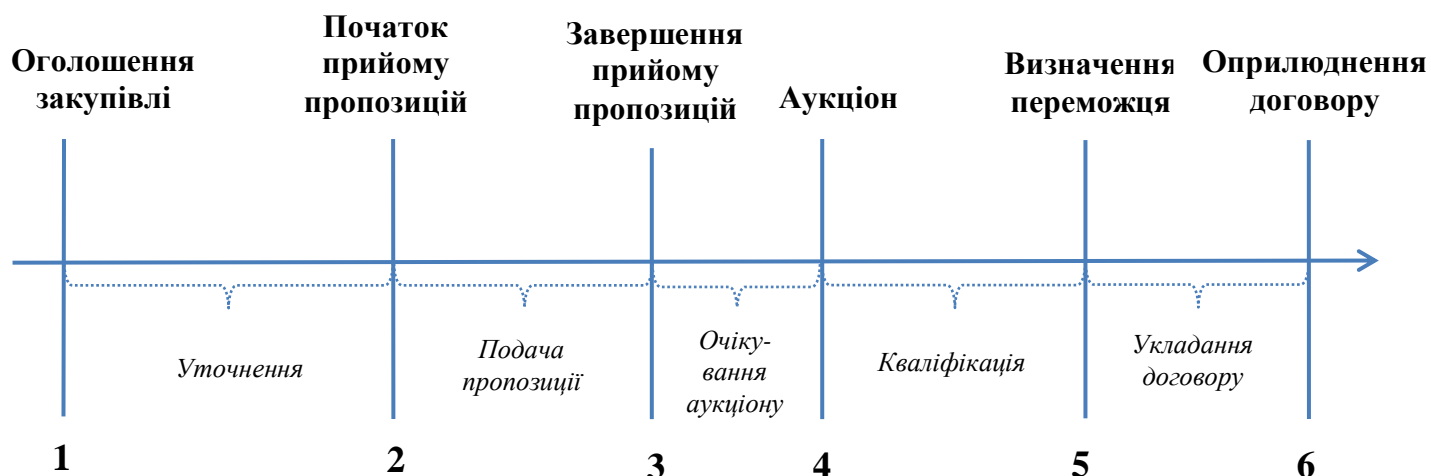 Оголошення
закупівлі
Початок
прийому
пропозицій
Завершення
прийому
пропозицій
Аукціон
Визначення
переможця
Оприлюднення
договору
Уточнення
Подача
пропозиції
Очіку-
вання
аукціону
Кваліфікація
Укладання
договору
1
2
3
4
5
6